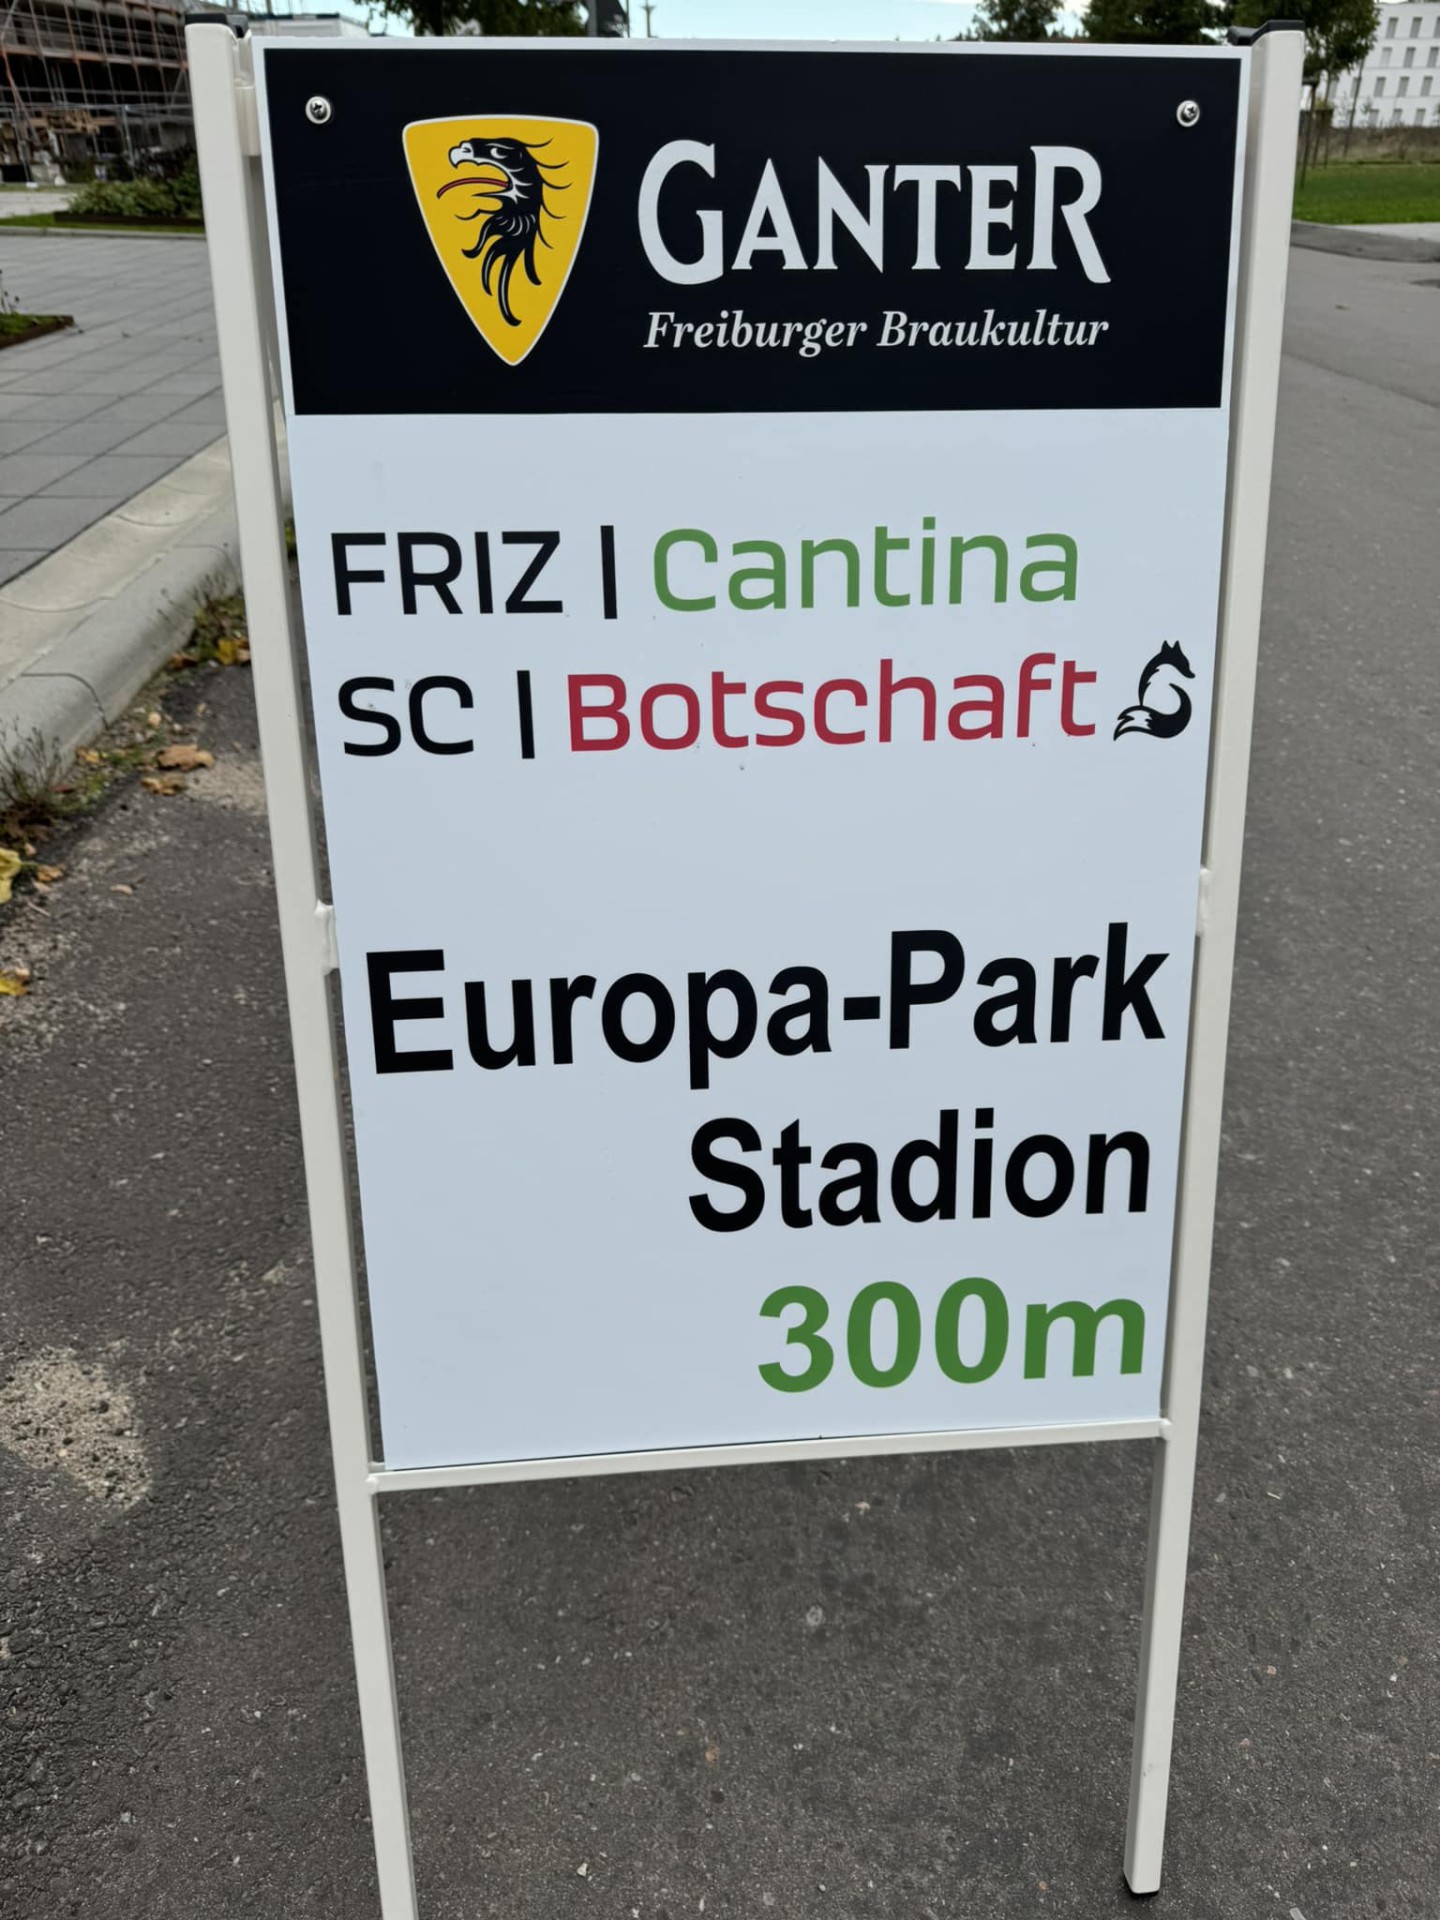 GANTER
Freiburger Braukultur
FRIZ | Cantina
SC | Botschaft
Europa-Park
Stadion
300m